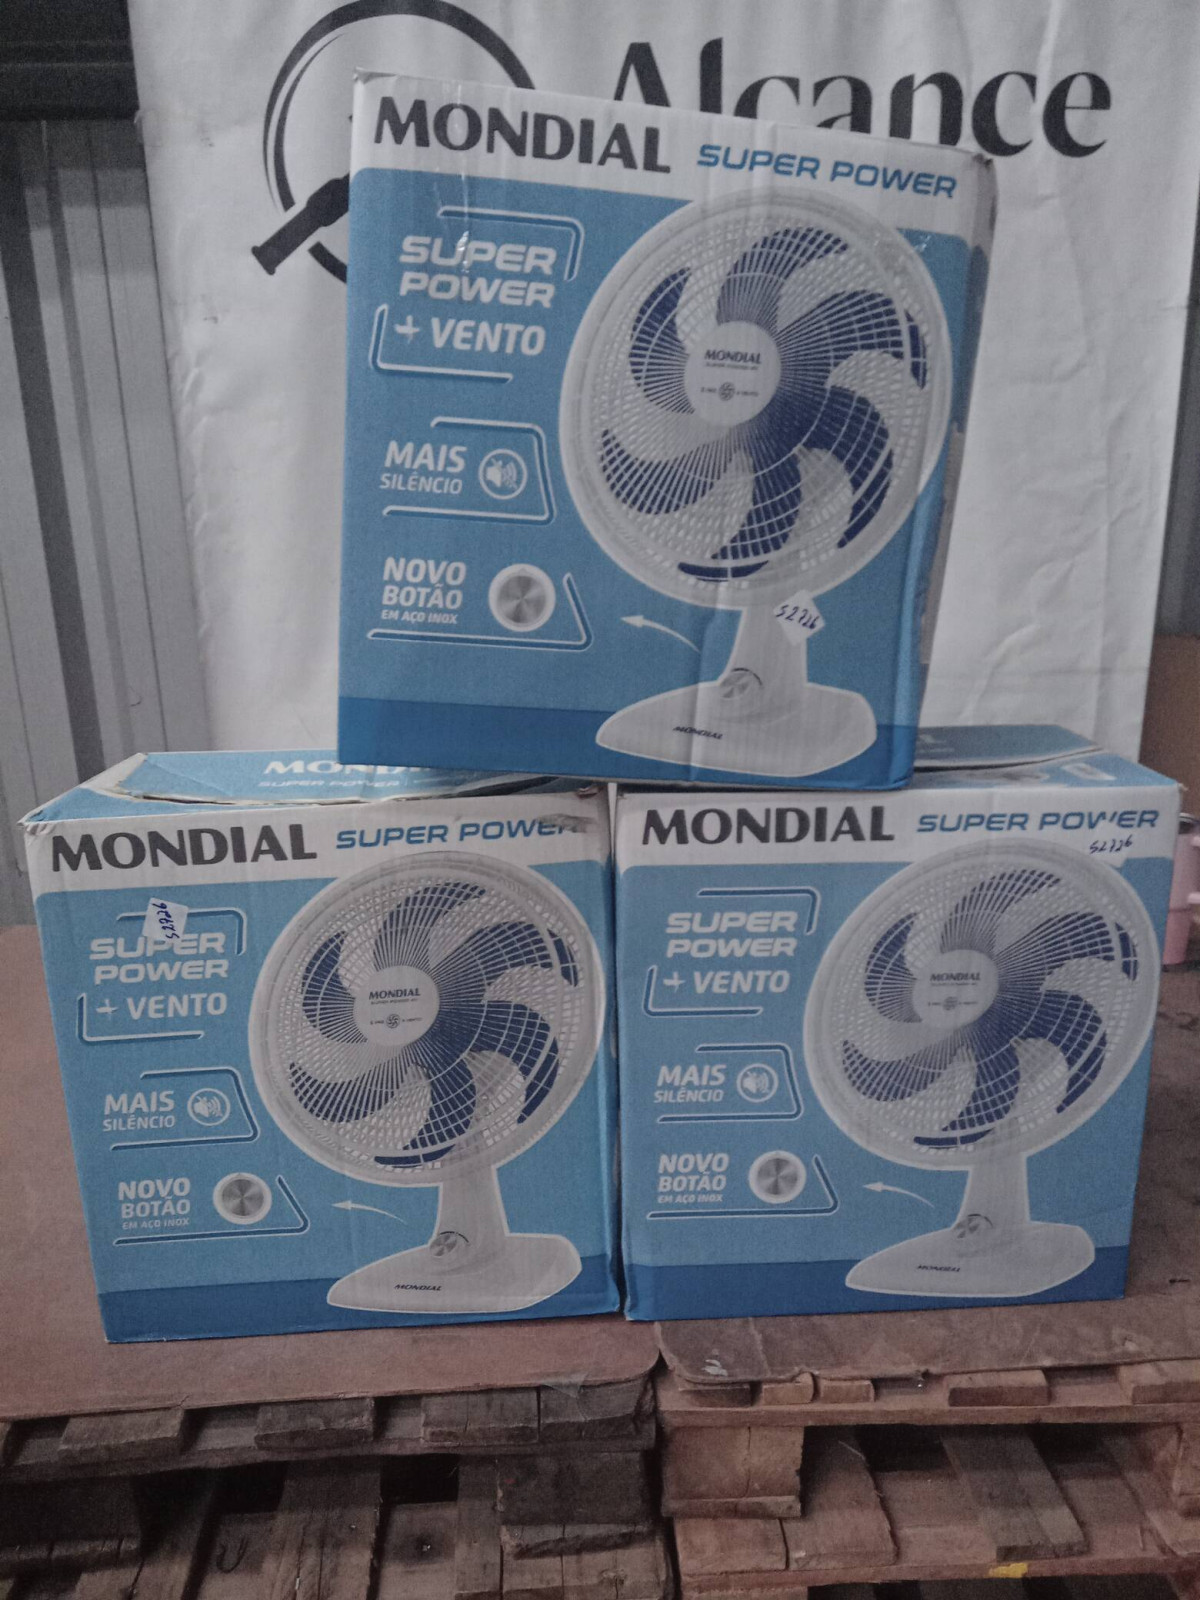 Alcance
MONDIAL SUPER POWER
SUPER
POWER
+ VENTO
MAIS
SILÊNCIO
NOVO
BOTÃO
EM AÇO INOX
MONDIAL
52726
MONDIAL
MONDIAL SUPER POWER
52726
SUPER
POWER
+ VENTO
MAIS
SILÊNCIO
NOVO
BOTÃO
EM AÇO INOX
MONDIAL
MONDIAL
MONDIAL SUPER POWER
52726
SUPER
POWER
+ VENTO
MAIS
SILÊNCIO
NOVO
BOTÃO
EM AÇO INOX
MONDIAL
MONDIAL